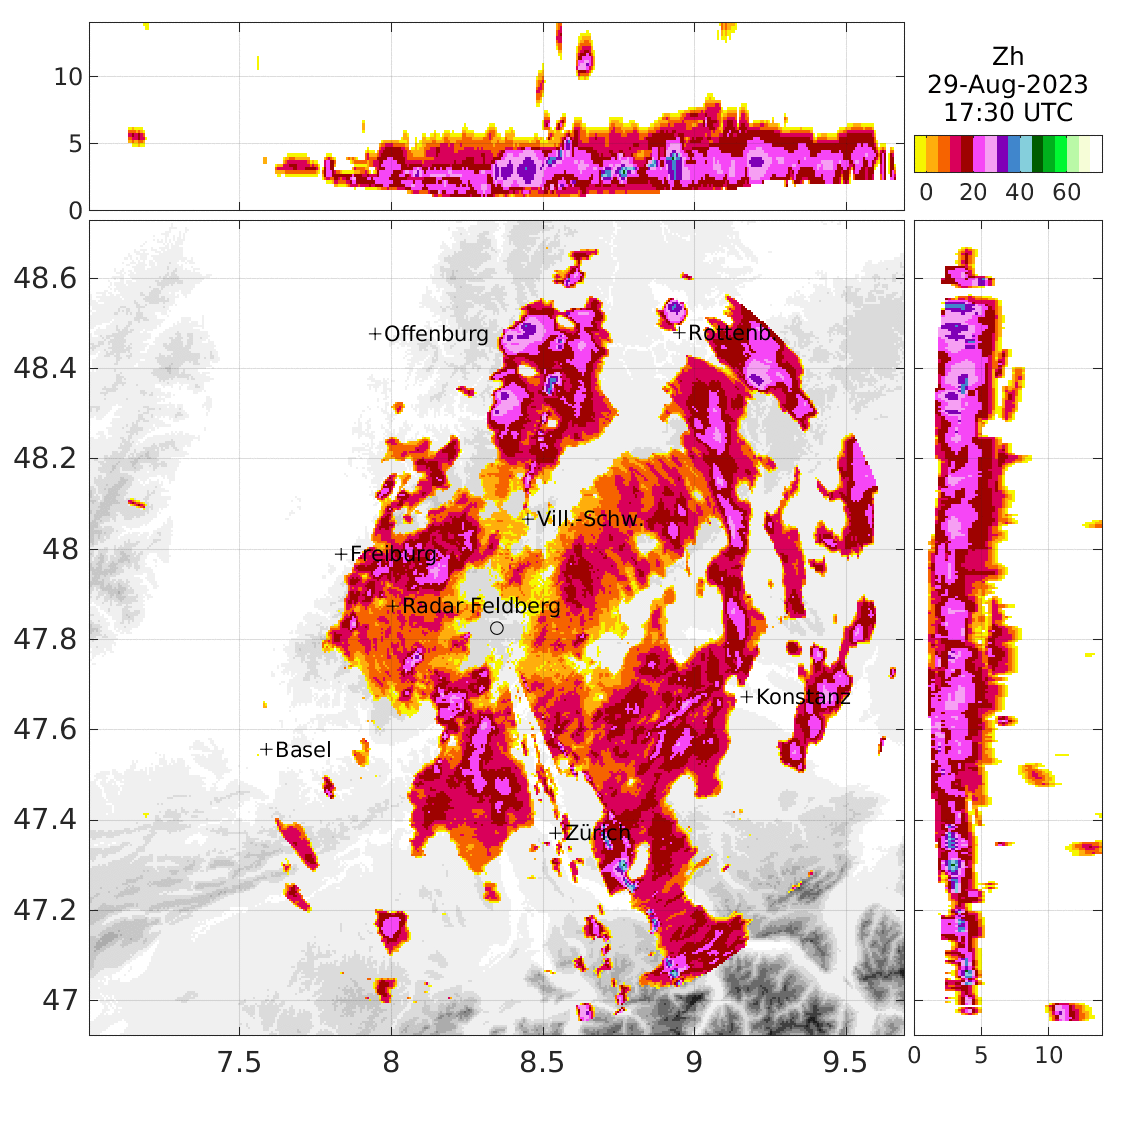 Zh
29-Aug-2023
17:30 UTC
0 20 40 60
10
5
0
48.6
48.4
48.2
48
47.8
47.6
47.4
47.2
47
+Offenburg
+Rottenb.
+Vill.-Schw.
+Freiburg
+Radar Feldberg
+Konstanz
+Basel
+Zürich
7.5 8 8.5 9 9.5
0 5 10